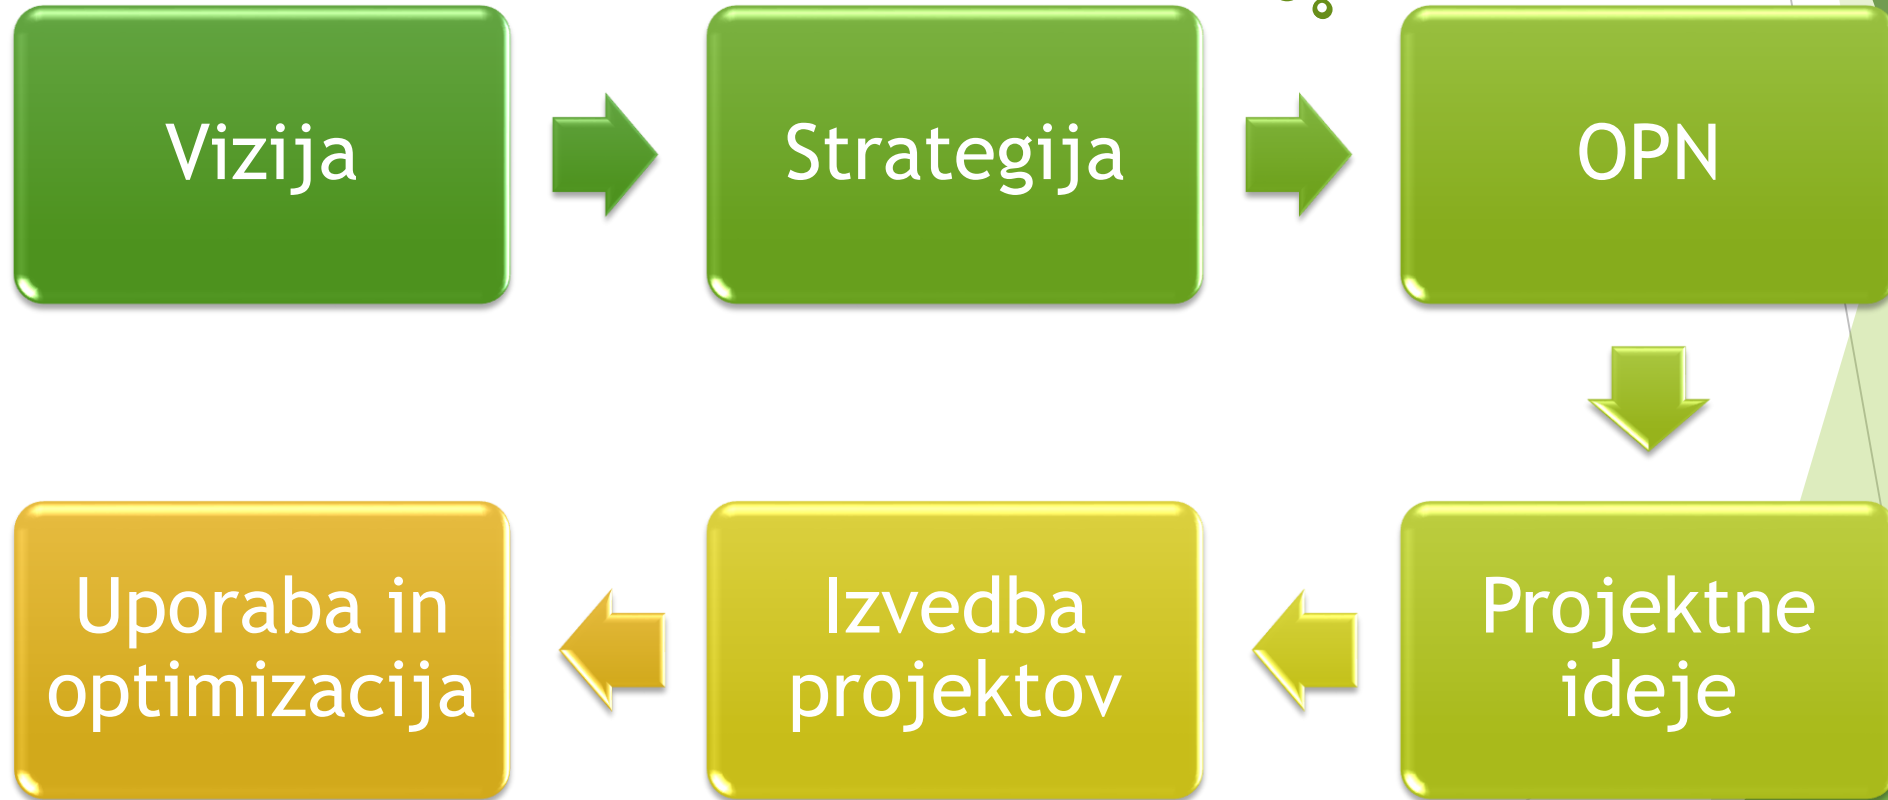 Vizija
Strategija
OPN
Projektne
ideje
Izvedba
projektov
Uporaba in
optimizacija